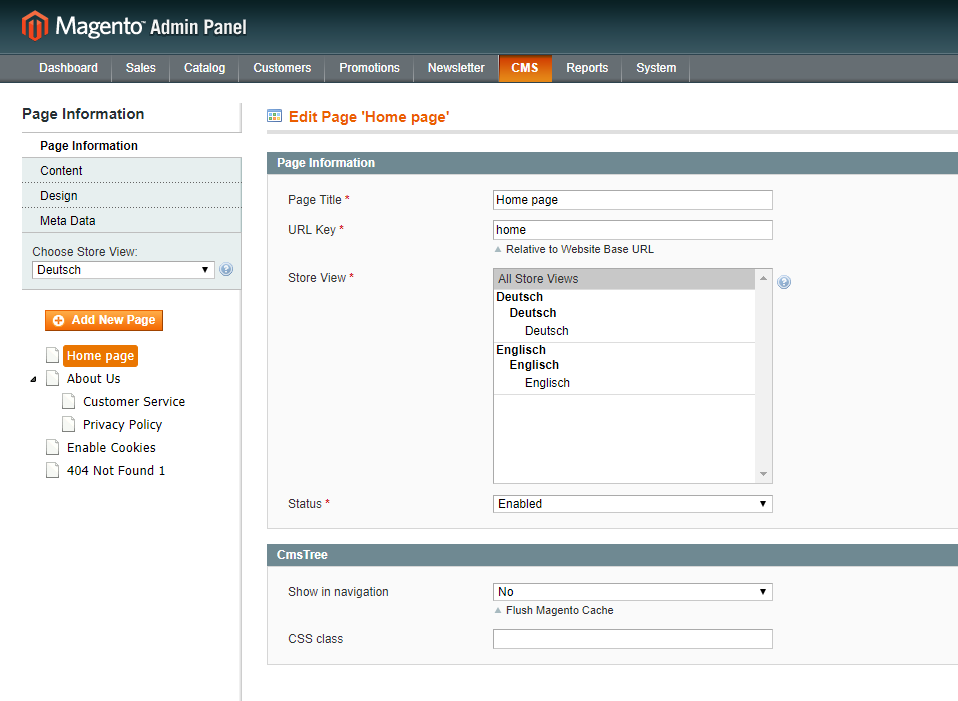 Magento™ Admin Panel
Dashboard Sales Catalog Customers Promotions Newsletter CMS Reports System
Page Information
Page Information
Content
Design
Meta Data
Choose Store View:
Deutsch
Add New Page
Home page
About Us
Customer Service
Privacy Policy
Enable Cookies
404 Not Found 1
Edit Page 'Home page'
Page Information
Page Title * Home page
URL Key * home
Relative to Website Base URL
Store View * All Store Views
Deutsch
Deutsch
Deutsch
Englisch
Englisch
Englisch
Status * Enabled
CmsTree
Show in navigation No
Flush Magento Cache
CSS class